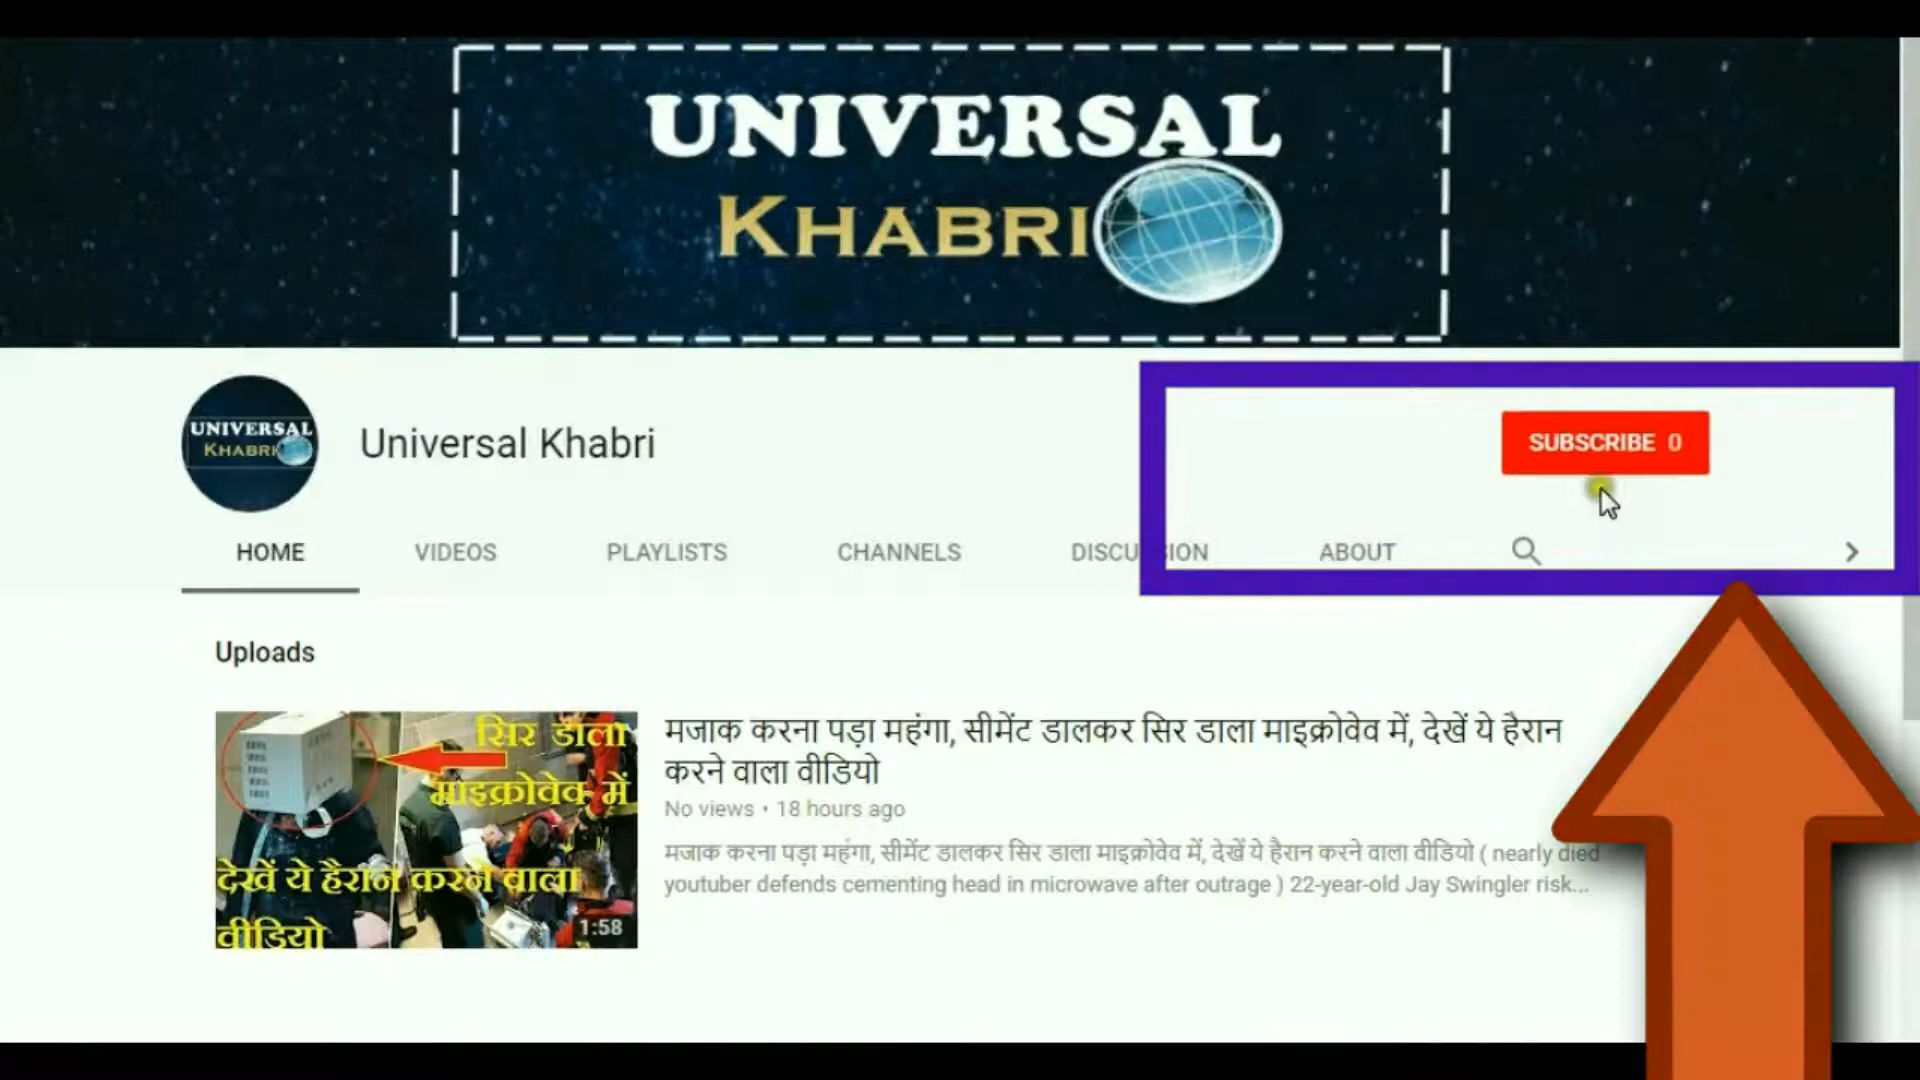 UNIVERSAL
KHABRI
UNIVERSAL
KHABRI
Universal Khabri
SUBSCRIBE 0
HOME VIDEOS PLAYLISTS CHANNELS DISCU ION ABOUT
Uploads
सिर डाला
माइक्रोवेव में
देखें ये हैरान करने वाला
वीडियो
1:58
मजाक करना पड़ा महंगा, सीमेंट डालकर सिर डाला माइक्रोवेव में, देखें ये हैरान
करने वाला वीडियो
No views • 18 hours ago
मजाक करना पड़ा महंगा, सीमेंट डालकर सिर डाला माइक्रोवेव में, देखें ये हैरान करने वाला वीडियो ( nearly died
youtuber defends cementing head in microwave after outrage ) 22-year-old Jay Swingler risk...